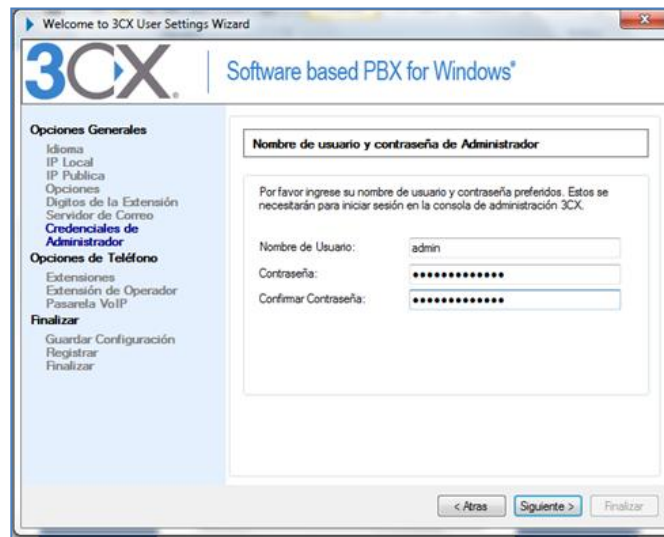 Welcome to 3CX User Settings Wizard
3CX
Software based PBX for Windows®
Opciones Generales
Idioma
IP Local
IP Publica
Opciones
Digitos de la Extensión
Servidor de Correo
Credenciales de
Administrador
Opciones de Teléfono
Extensiones
Extensión de Operador
Pasarela VoIP
Finalizar
Guardar Configuración
Registrar
Finalizar
Nombre de usuario y contraseña de Administrador
Por favor ingrese su nombre de usuario y contraseña preferidos. Estos se
necesitarán para iniciar sesión en la consola de administración 3CX.
Nombre de Usuario: admin
Contraseña: •••••••••••••
Confirmar Contraseña: •••••••••••••
< Atras Siguiente > Finalizar